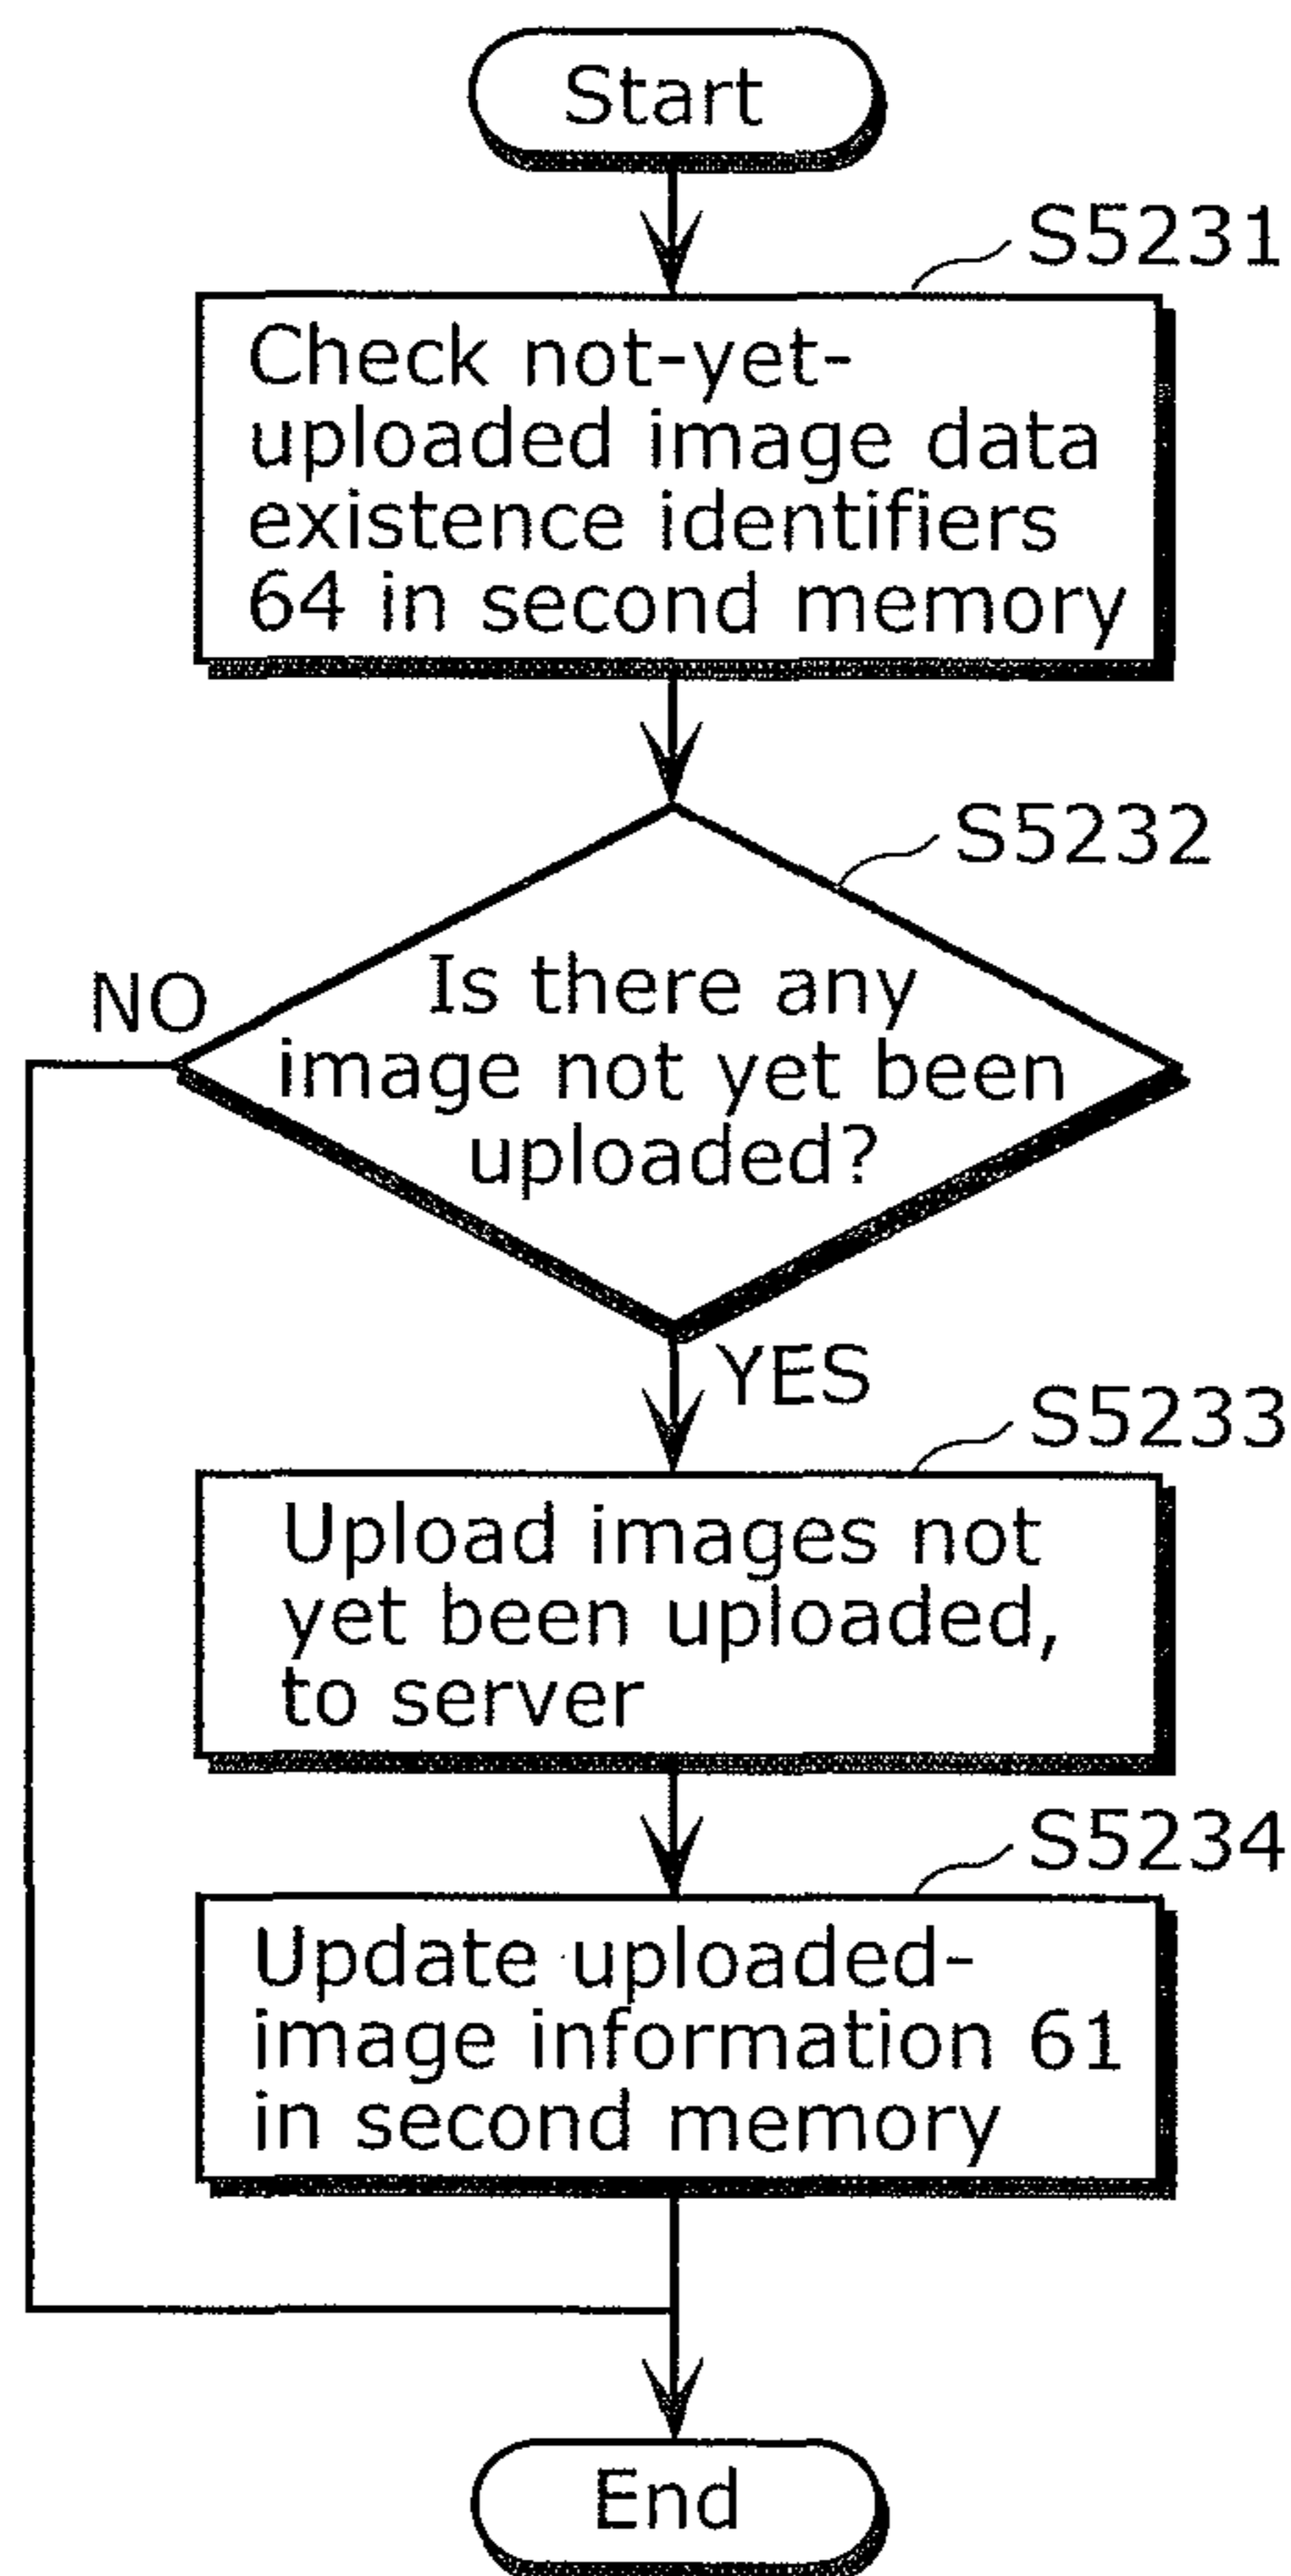 Start
S5231
Check not-yet-
uploaded image data
existence identifiers
64 in second memory
S5232
NO
Is there any
image not yet been
uploaded?
YES
S5233
Upload images not
yet been uploaded,
to server
S5234
Update uploaded-
image information 61
in second memory
End